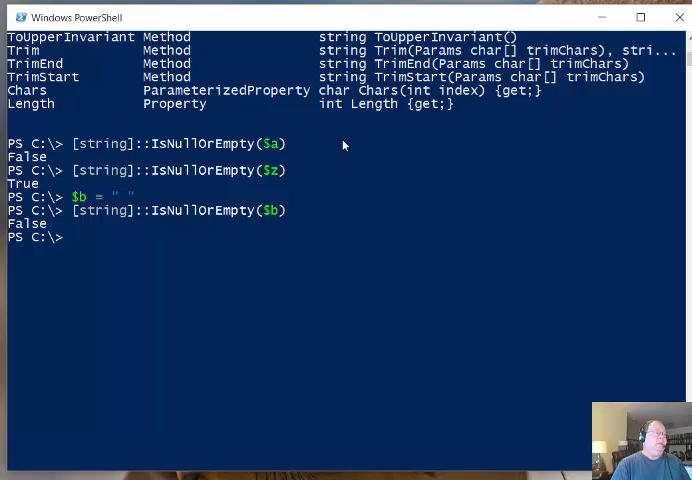 Windows PowerShell
ToUpperInvariant Method string ToUpperInvariant()
Trim Method string Trim(Params char[] trimChars), stri...
TrimEnd Method string TrimEnd(Params char[] trimChars)
TrimStart Method string TrimStart(Params char[] trimChars)
Chars ParameterizedProperty char Chars(int index) {get;}
Length Property int Length {get;}
PS C:\> [string]::IsNullOrEmpty($a)
False
PS C:\> [string]::IsNullOrEmpty($z)
True
PS C:\> $b = " "
PS C:\> [string]::IsNullOrEmpty($b)
False
PS C:\>